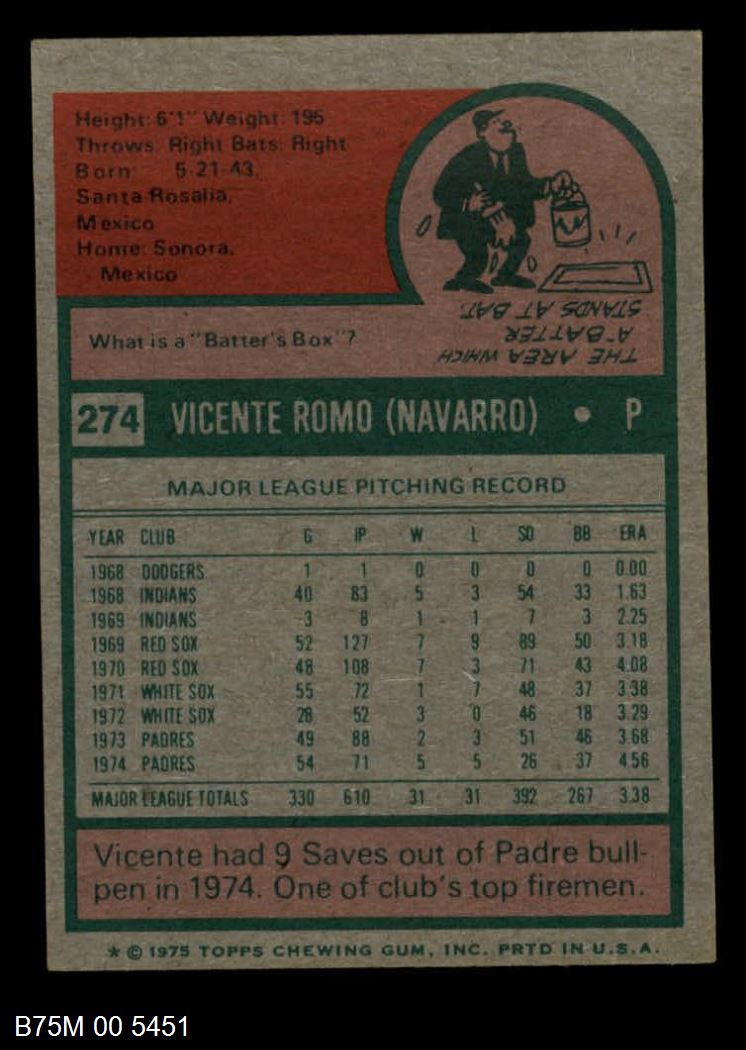 Height: 6'1" Weight: 195
Throws: Right Bats: Right
Born: 5-21-43,
Santa Rosalia,
Mexico
Home: Sonora,
Mexico
What is a "Batter's Box"?
THE AREA WHICH
A BATTER
STANDS AT BAT.
274 VICENTE ROMO (NAVARRO) • P
MAJOR LEAGUE PITCHING RECORD
YEAR CLUB G IP W L SO BB ERA
1968 DODGERS 1 1 0 0 0 0 0.00
1968 INDIANS 40 83 5 3 54 33 1.63
1969 INDIANS 3 8 1 1 7 3 2.25
1969 RED SOX 52 127 7 9 89 50 3.18
1970 RED SOX 48 108 7 3 71 43 4.08
1971 WHITE SOX 55 72 1 7 48 37 3.38
1972 WHITE SOX 28 52 3 0 46 18 3.29
1973 PADRES 49 88 2 3 51 46 3.68
1974 PADRES 54 71 5 5 26 37 4.56
MAJOR LEAGUE TOTALS 330 610 31 31 392 267 3.38
Vicente had 9 Saves out of Padre bull-
pen in 1974. One of club's top firemen.
* © 1975 TOPPS CHEWING GUM, INC. PRTD IN U.S.A.
B75M 00 5451